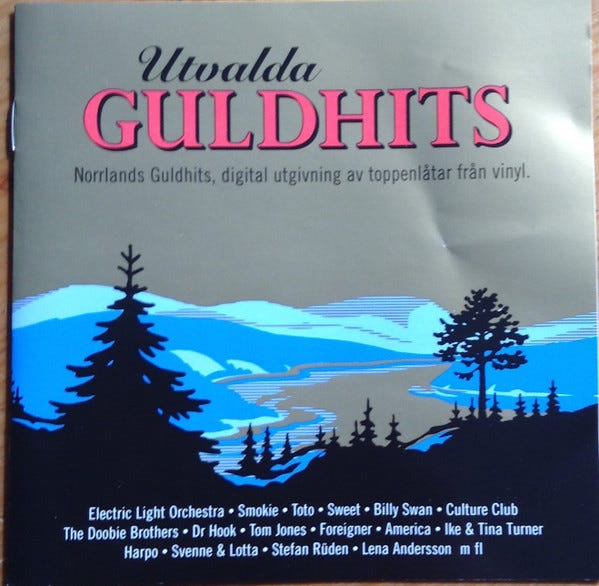 Utvalda
GULDHITS
Norrlands Guldhits, digital utgivning av toppenlåtar från vinyl.
Electric Light Orchestra • Smokie • Toto • Sweet • Billy Swan • Culture Club
The Doobie Brothers • Dr Hook • Tom Jones • Foreigner • America • Ike & Tina Turner
Harpo • Svenne & Lotta • Stefan Rüden • Lena Andersson m fl